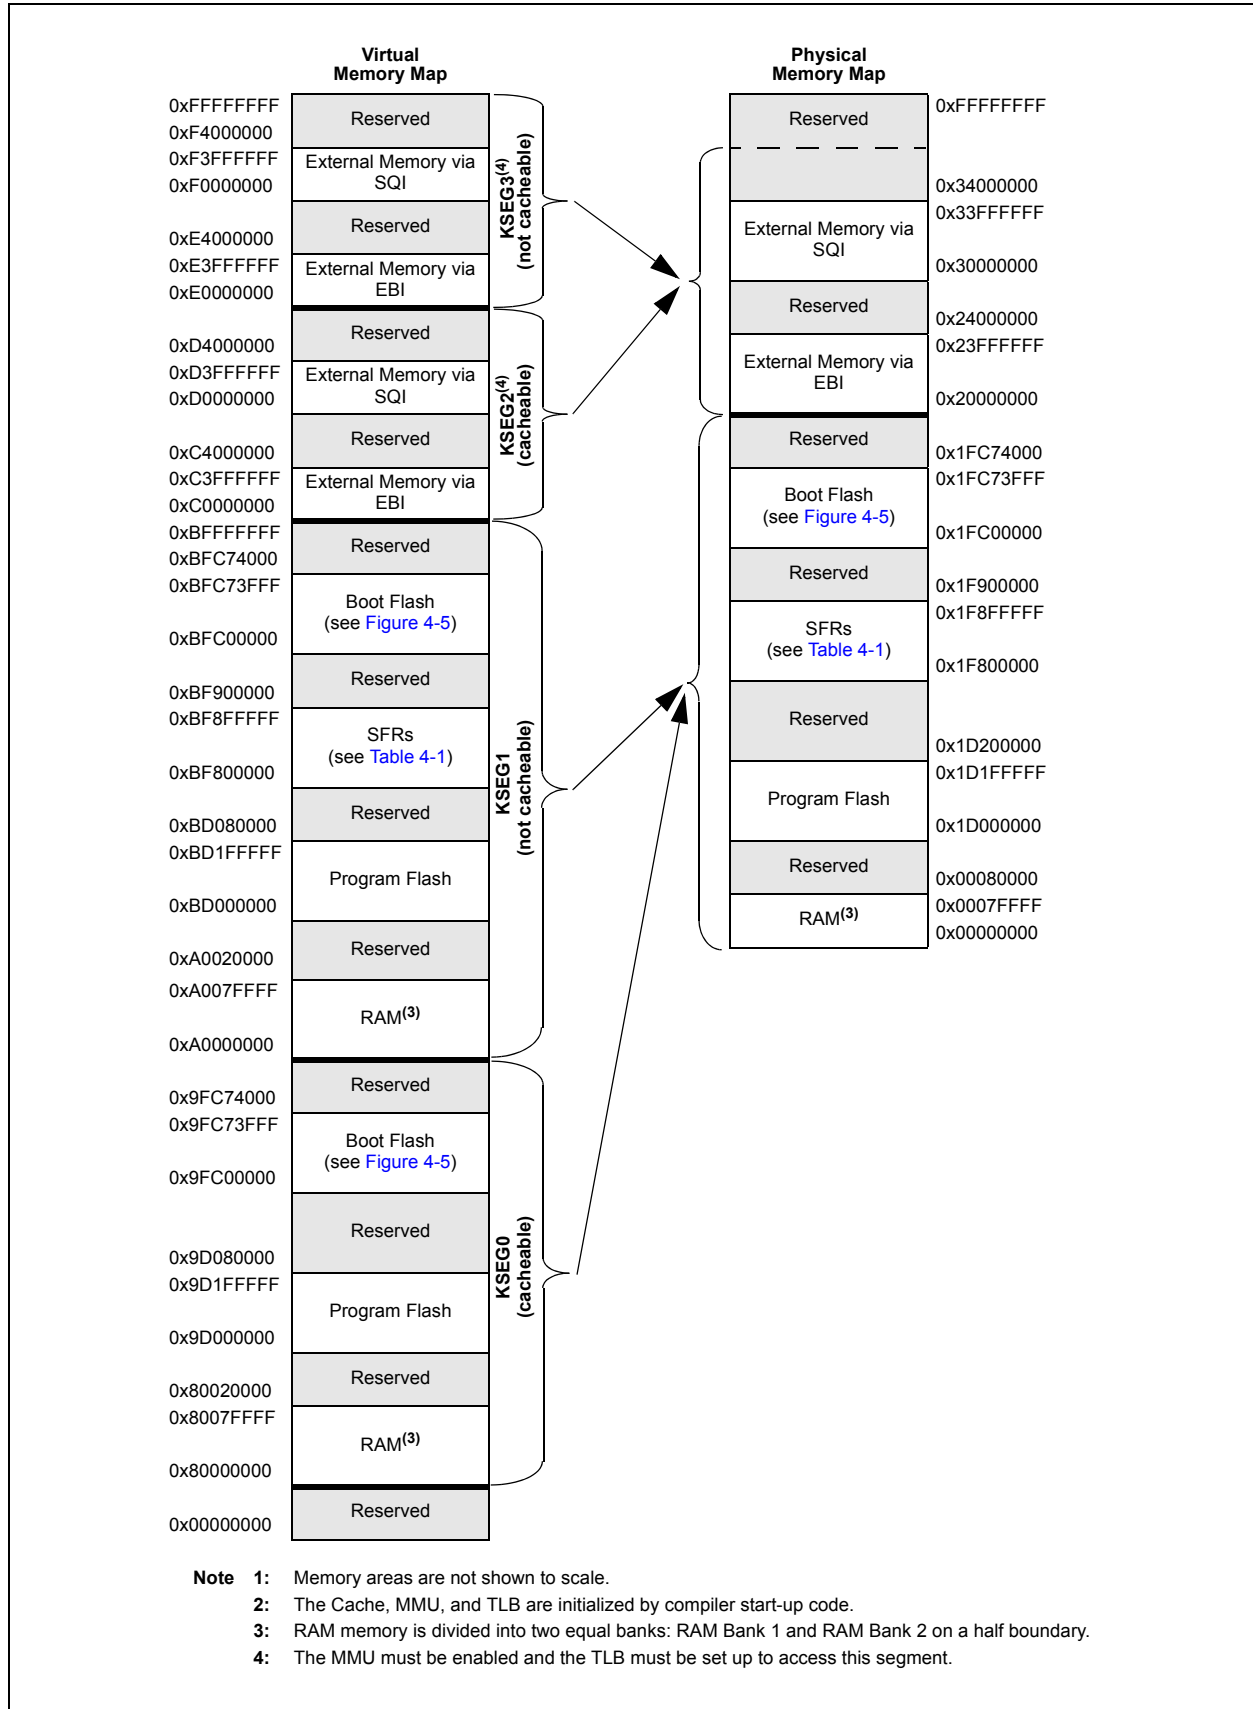 Virtual
Memory Map
0xFFFFFFFF
Reserved
0xF4000000
0xF3FFFFFF
External Memory via
SQI
0xF0000000
Reserved
0xE4000000
0xE3FFFFFF
External Memory via
EBI
0xE0000000
KSEG3(4)
(not cacheable)
Reserved
0xD4000000
0xD3FFFFFF
External Memory via
SQI
0xD0000000
Reserved
0xC4000000
0xC3FFFFFF
External Memory via
EBI
0xC0000000
KSEG2(4)
(cacheable)
0xBFFFFFFF
Reserved
0xBFC74000
0xBFC73FFF
Boot Flash
(see Figure 4-5)
0xBFC00000
Reserved
0xBF900000
0xBF8FFFFF
SFRs
(see Table 4-1)
0xBF800000
Reserved
0xBD080000
0xBD1FFFFF
Program Flash
0xBD000000
Reserved
0xA0020000
0xA007FFFF
RAM(3)
0xA0000000
KSEG1
(not cacheable)
Reserved
0x9FC74000
0x9FC73FFF
Boot Flash
(see Figure 4-5)
0x9FC00000
Reserved
0x9D080000
0x9D1FFFFF
Program Flash
0x9D000000
Reserved
0x80020000
0x8007FFFF
RAM(3)
0x80000000
KSEG0
(cacheable)
Reserved
0x00000000
Physical
Memory Map
0xFFFFFFFF
Reserved
0x34000000
0x33FFFFFF
External Memory via
SQI
0x30000000
Reserved
0x24000000
0x23FFFFFF
External Memory via
EBI
0x20000000
Reserved
0x1FC74000
0x1FC73FFF
Boot Flash
(see Figure 4-5)
0x1FC00000
Reserved
0x1F900000
0x1F8FFFFF
SFRs
(see Table 4-1)
0x1F800000
Reserved
0x1D200000
0x1D1FFFFF
Program Flash
0x1D000000
Reserved
0x00080000
0x0007FFFF
RAM(3)
0x00000000
Note 1: Memory areas are not shown to scale.
2: The Cache, MMU, and TLB are initialized by compiler start-up code.
3: RAM memory is divided into two equal banks: RAM Bank 1 and RAM Bank 2 on a half boundary.
4: The MMU must be enabled and the TLB must be set up to access this segment.